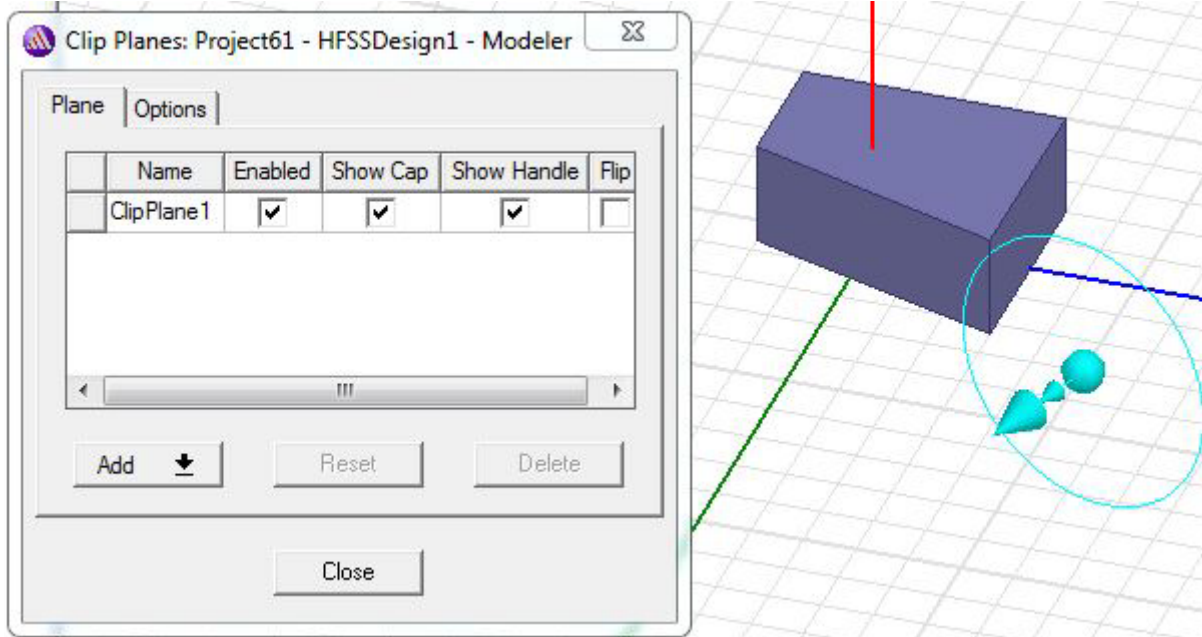 Clip Planes: Project61 - HFSSDesign1 - Modeler
Plane Options
Name Enabled Show Cap Show Handle Flip
ClipPlane1
Add Reset Delete
Close